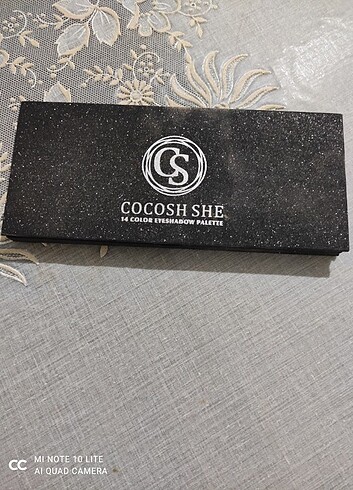 CS
COCOSH SHE
14 COLOR EYESHADOW PALETTE
MI NOTE 10 LITE
AI QUAD CAMERA